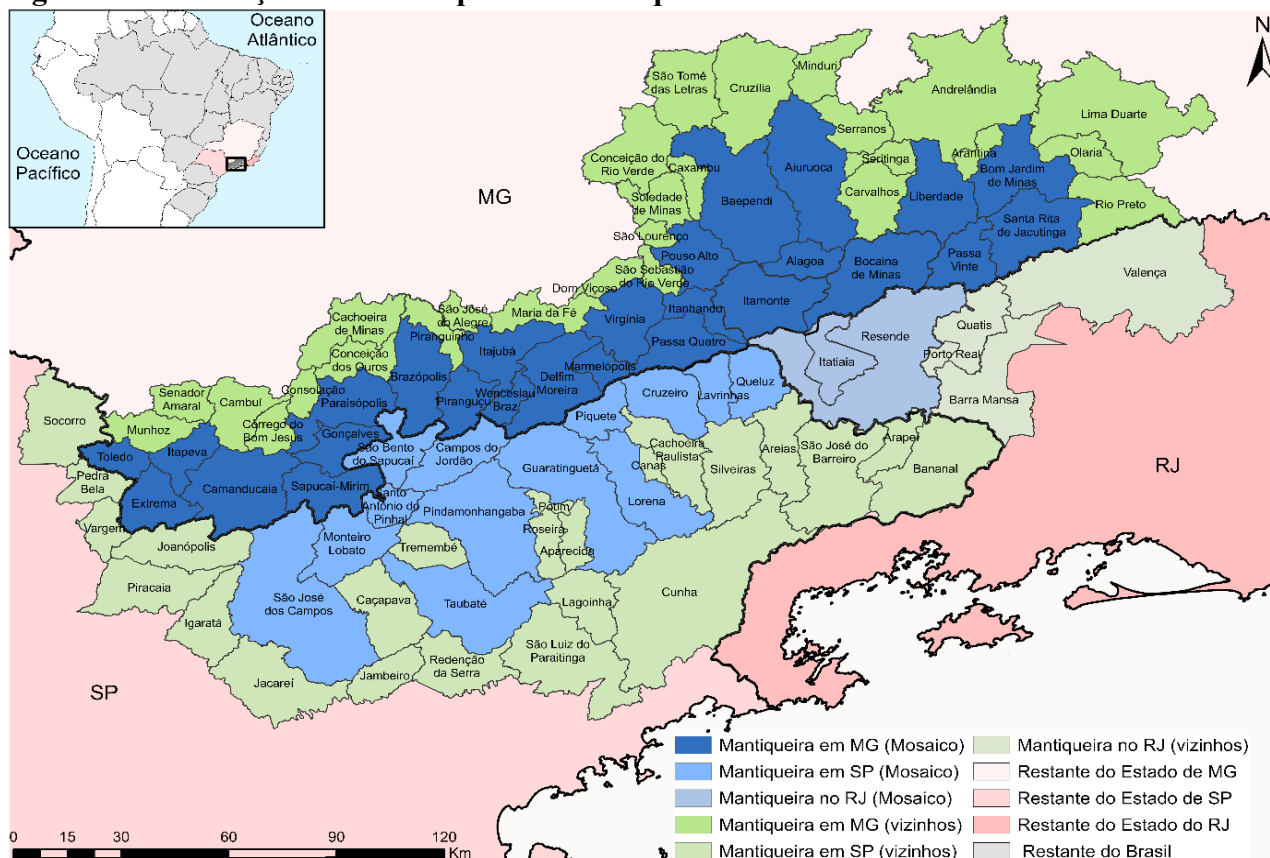 Oceano
Atlântico
Oceano
Pacífico
N
MG
SP
RJ
São Tomé
das Letras
Cruzília
Minduri
Andrelândia
Lima Duarte
Serranos
Conceição do
Rio Verde
Caxambu
Aiuruoca
Seritinga
Arantina
Olaria
Bom Jardim
de Minas
Soledade
de Minas
Baependi
Carvalhos
Liberdade
Rio Preto
Santa Rita
de Jacutinga
São Lourenço
Pouso Alto
Alagoa
Bocaina
de Minas
Passa
Vinte
Valença
São Sebastião
do Rio Verde
Dom Viçoso
Itamonte
Cachoeira
de Minas
São José
do Alegre
Maria da Fé
Virgínia
Itanhandu
Piranguinho
Itajubá
Passa Quatro
Resende
Quatis
Conceição
dos Ouros
Brazópolis
Marmelópolis
Delfim
Moreira
Itatiaia
Porto Real
Senador
Amaral
Cambuí
Consolação
Paraisópolis
Piranguçu
Wenceslau
Braz
Cruzeiro
Lavrinhas
Queluz
Barra Mansa
Socorro
Munhoz
Córrego do
Bom Jesus
Gonçalves
Piquete
Toledo
Itapeva
São Bento
do Sapucaí
Campos do
Jordão
Cachoeira
Paulista
Areias
São José do
Barreiro
Arapeí
Pedra
Bela
Extrema
Camanducaia
Sapucaí-Mirim
Guaratinguetá
Canas
Silveiras
Bananal
Santo
Antônio do
Pinhal
Pindamonhangaba
Lorena
Vargem
Joanópolis
Monteiro
Lobato
Tremembé
Potim
Roseira
Aparecida
Piracaia
São José
dos Campos
Caçapava
Taubaté
Lagoinha
Cunha
Igaratá
Jacareí
Jambeiro
Redenção
da Serra
São Luiz do
Paraitinga
Mantiqueira em MG (Mosaico)
Mantiqueira em SP (Mosaico)
Mantiqueira no RJ (Mosaico)
Mantiqueira em MG (vizinhos)
Mantiqueira em SP (vizinhos)
Mantiqueira no RJ (vizinhos)
Restante do Estado de MG
Restante do Estado de SP
Restante do Estado do RJ
Restante do Brasil
0 15 30 60 90 120
Km